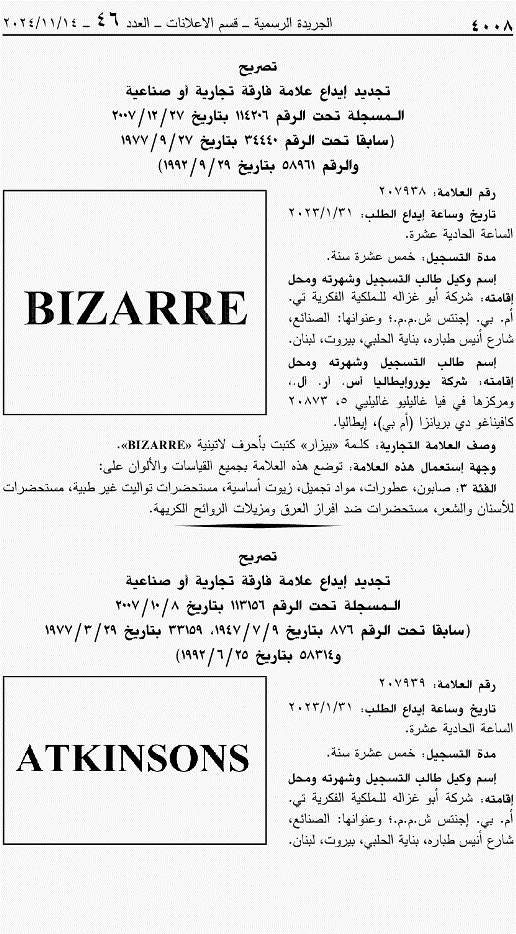 ٤٠٠٨
الجريدة الرسمية ــ قسم الاعلانات ــ العدد ٤٦ ــ ٢٠٢٤/١١/١٤
تصريح
تجديد إيداع علامة فارقة تجارية أو صناعية
المسجلة تحت الرقم ١١٤٢٠٦ بتاريخ ٢٠٠٧/١٢/٢٧
(سابقا تحت الرقم ٣٤٤٤٠ بتاريخ ١٩٧٧/٩/٢٧
والرقم ٥٨٩٦١ بتاريخ ١٩٩٢/٩/٢٩)
رقم العلامة: ٢٠٧٩٣٨
تاريخ وساعة إيداع الطلب: ٢٠٢٣/١/٣١
الساعة الحادية عشرة.
مدة التسجيل: خمس عشرة سنة.
إسم وكيل طالب التسجيل وشهرته ومحل
إقامته: شركة أبو غزاله للملكية الفكرية تي.
أم. بي. إجنتس ش.م.م.؛ وعنوانها: الصنائع،
شارع أنيس طباره، بناية الحلبي، بيروت، لبنان.
إسم طالب التسجيل وشهرته ومحل
إقامته: شركة يوروإيطاليا أس. أر. أل.،
ومركزها في فيا غاليليو غاليليي ٥، ٢٠٨٧٣
كافيناغو دي بريانزا (أم بي)، إيطاليا.
BIZARRE
وصف العلامة التجارية: كلمة «بيزار» كتبت بأحرف لاتينية «BIZARRE».
وجهة إستعمال هذه العلامة: توضع هذه العلامة بجميع القياسات والألوان على:
الفئة ٣: صابون، عطورات، مواد تجميل، زيوت أساسية، مستحضرات تواليت غير طبية، مستحضرات
للأسنان والشعر، مستحضرات ضد افراز العرق ومزيلات الروائح الكريهة.
تصريح
تجديد إيداع علامة فارقة تجارية أو صناعية
المسجلة تحت الرقم ١١٣١٥٦ بتاريخ ٢٠٠٧/١٠/٨
(سابقا تحت الرقم ٨٧٦ بتاريخ ١٩٤٧/٧/٩، ٣٣١٥٩ بتاريخ ١٩٧٧/٣/٢٩
و٥٨٣١٤ بتاريخ ١٩٩٢/٦/٢٥)
رقم العلامة: ٢٠٧٩٣٩
تاريخ وساعة إيداع الطلب: ٢٠٢٣/١/٣١
الساعة الحادية عشرة.
مدة التسجيل: خمس عشرة سنة.
إسم وكيل طالب التسجيل وشهرته ومحل
إقامته: شركة أبو غزاله للملكية الفكرية تي.
أم. بي. إجنتس ش.م.م.؛ وعنوانها: الصنائع،
شارع أنيس طباره، بناية الحلبي، بيروت، لبنان.
ATKINSONS